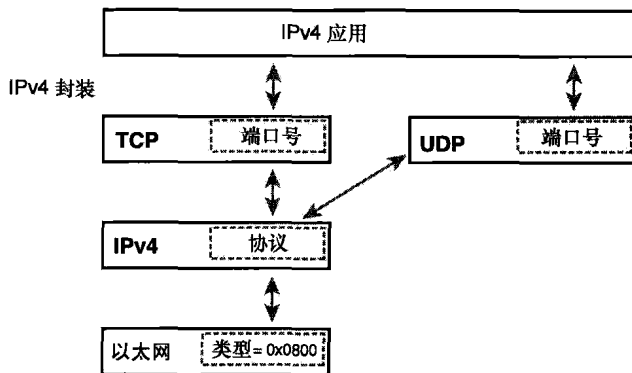 IPv4 应用
IPv4 封装
TCP 端口号
UDP 端口号
IPv4 协议
以太网 类型=0x0800